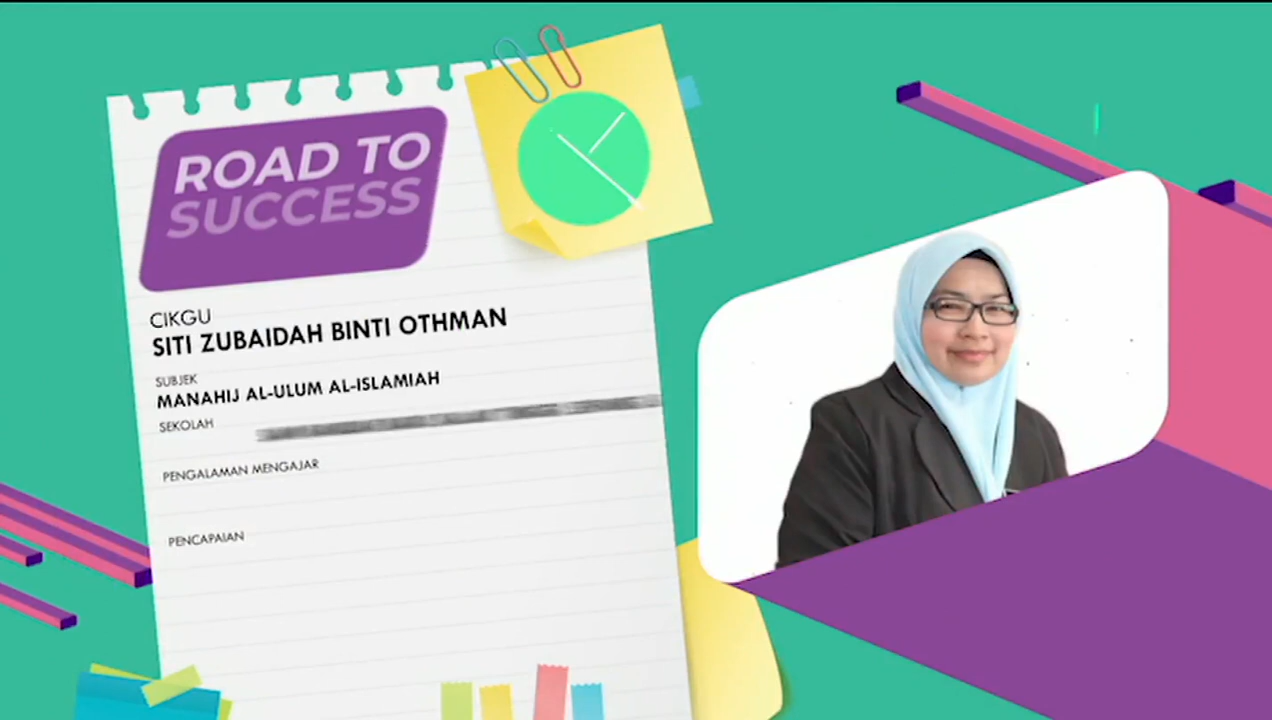 ROAD TO
SUCCESS
CIKGU
SITI ZUBAIDAH BINTI OTHMAN
SUBJEK
MANAHIJ AL-ULUM AL-ISLAMIAH
SEKOLAH
PENGALAMAN MENGAJAR
PENCAPAIAN